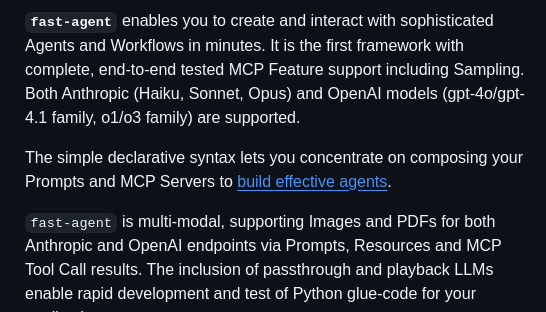 fast-agent enables you to create and interact with sophisticated
Agents and Workflows in minutes. It is the first framework with
complete, end-to-end tested MCP Feature support including Sampling.
Both Anthropic (Haiku, Sonnet, Opus) and OpenAI models (gpt-4o/gpt-
4.1 family, o1/o3 family) are supported.
The simple declarative syntax lets you concentrate on composing your
Prompts and MCP Servers to build effective agents.
fast-agent is multi-modal, supporting Images and PDFs for both
Anthropic and OpenAI endpoints via Prompts, Resources and MCP
Tool Call results. The inclusion of passthrough and playback LLMs
enable rapid development and test of Python glue-code for your